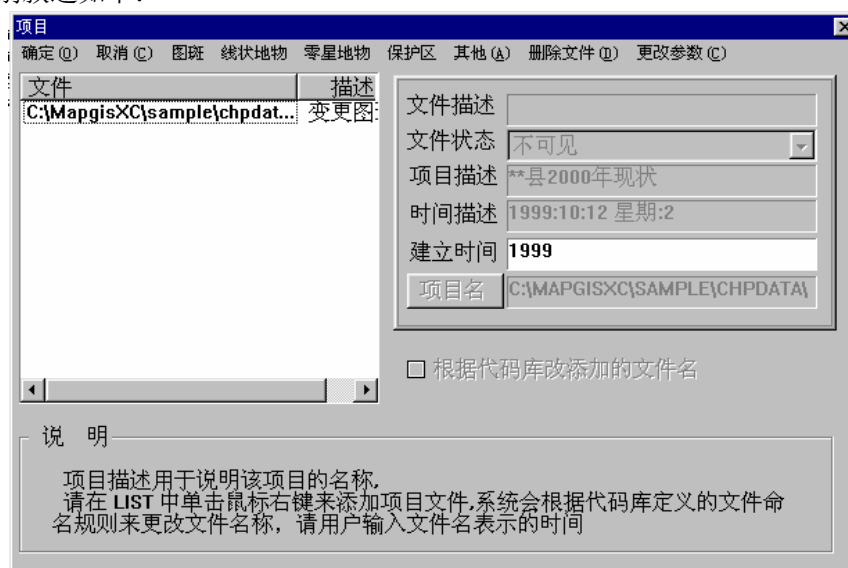 项目
确定(O) 取消(C) 图斑 线状地物 零星地物 保护区 其他(A) 删除文件(D) 更改参数(C)
文件 描述
C:\MapgisXC\sample\chpdat... 变更图
文件描述
文件状态 不可见
项目描述 **县2000年现状
时间描述 1999:10:12 星期:2
建立时间 1999
项目名 C:\MAPGISXC\SAMPLE\CHPDATA\
根据代码库改添加的文件名
说 明
项目描述用于说明该项目的名称,
请在 LIST 中单击鼠标右键来添加项目文件,系统会根据代码库定义的文件命
名规则来更改文件名称, 请用户输入文件名表示的时间